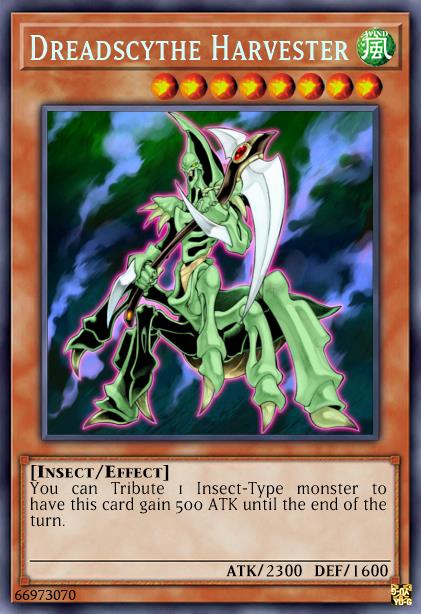 DREADSCYTHE HARVESTER
WIND
風
[INSECT/EFFECT]
You can Tribute 1 Insect-Type monster to
have this card gain 500 ATK until the end of the
turn.
ATK/2300 DEF/1600
66973070